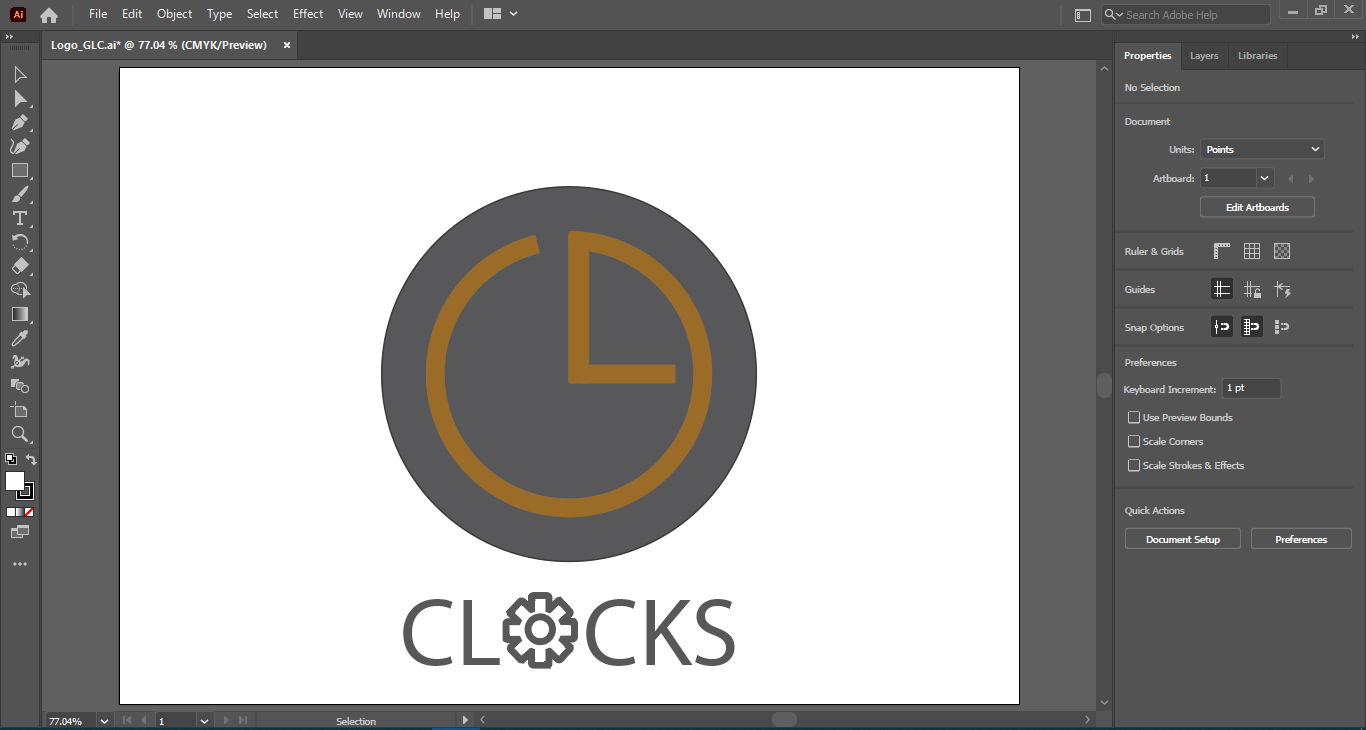 Ai File Edit Object Type Select Effect View Window Help Search Adobe Help
Logo_GLC.ai* @ 77.04 % (CMYK/Preview) ×
Properties Layers Libraries
No Selection
Document
Units: Points
Artboard: 1
Edit Artboards
Ruler & Grids
Guides
Snap Options
Preferences
Keyboard Increment: 1 pt
Use Preview Bounds
Scale Corners
Scale Strokes & Effects
Quick Actions
Document Setup Preferences
CLOCKS
77.04% 1 Selection